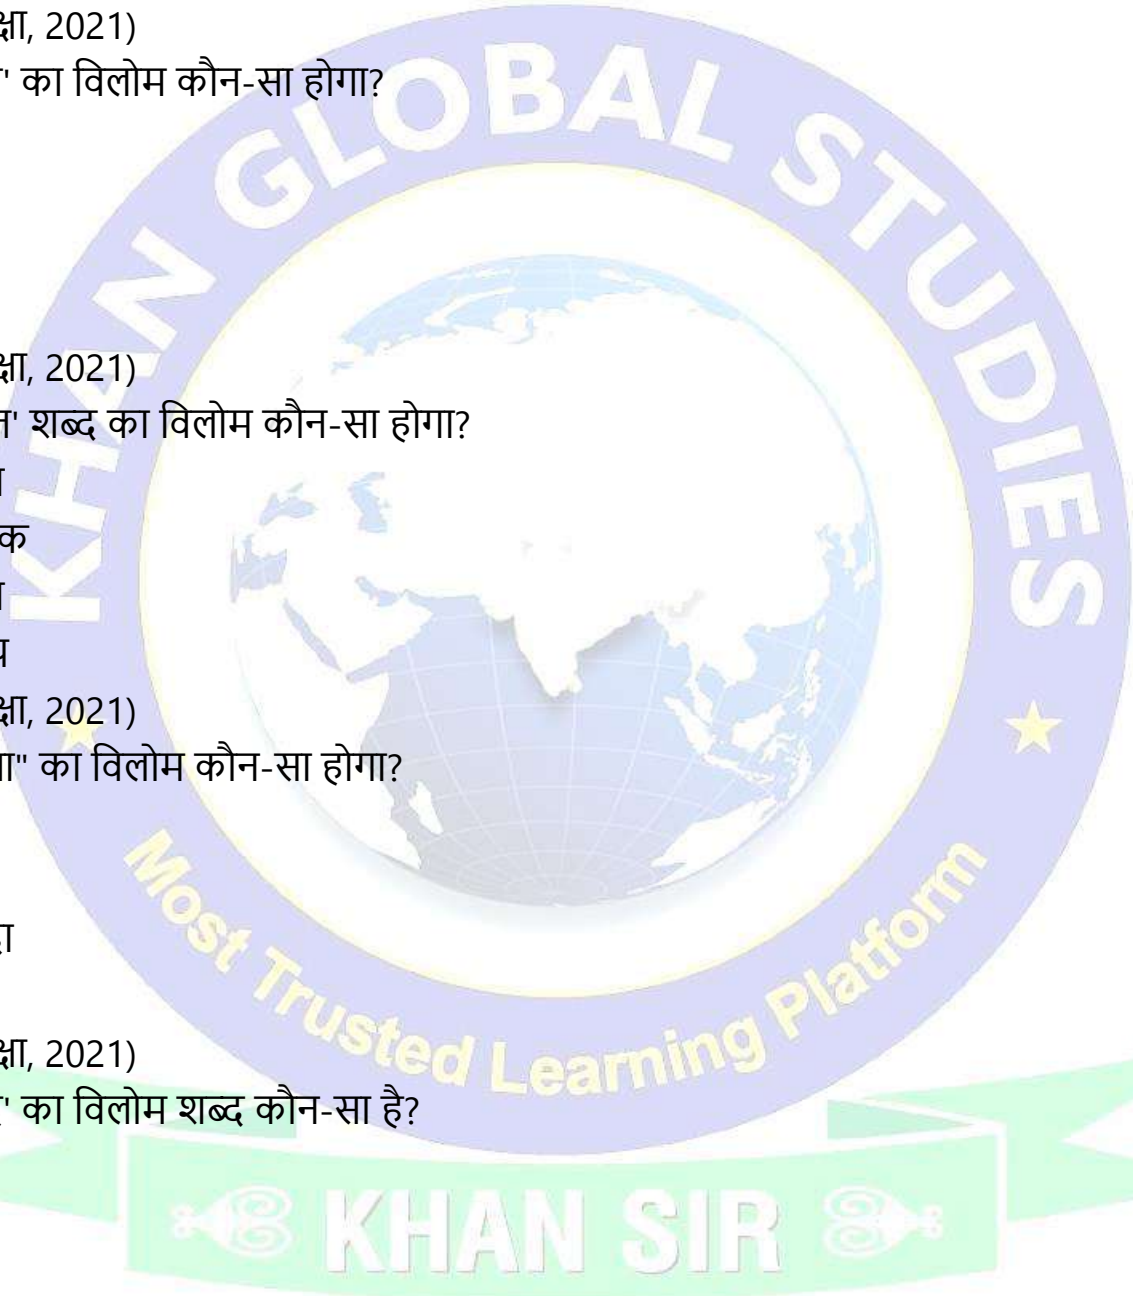 क्षा, 2021)
' का विलोम कौन-सा होगा?
क्षा, 2021)
' शब्द का विलोम कौन-सा होगा?
क
क्षा, 2021)
" का विलोम कौन-सा होगा?
क्षा, 2021)
' का विलोम शब्द कौन-सा है?
KHAN GLOBAL STUDIES
Most Trusted Learning Platform
KHAN SIR